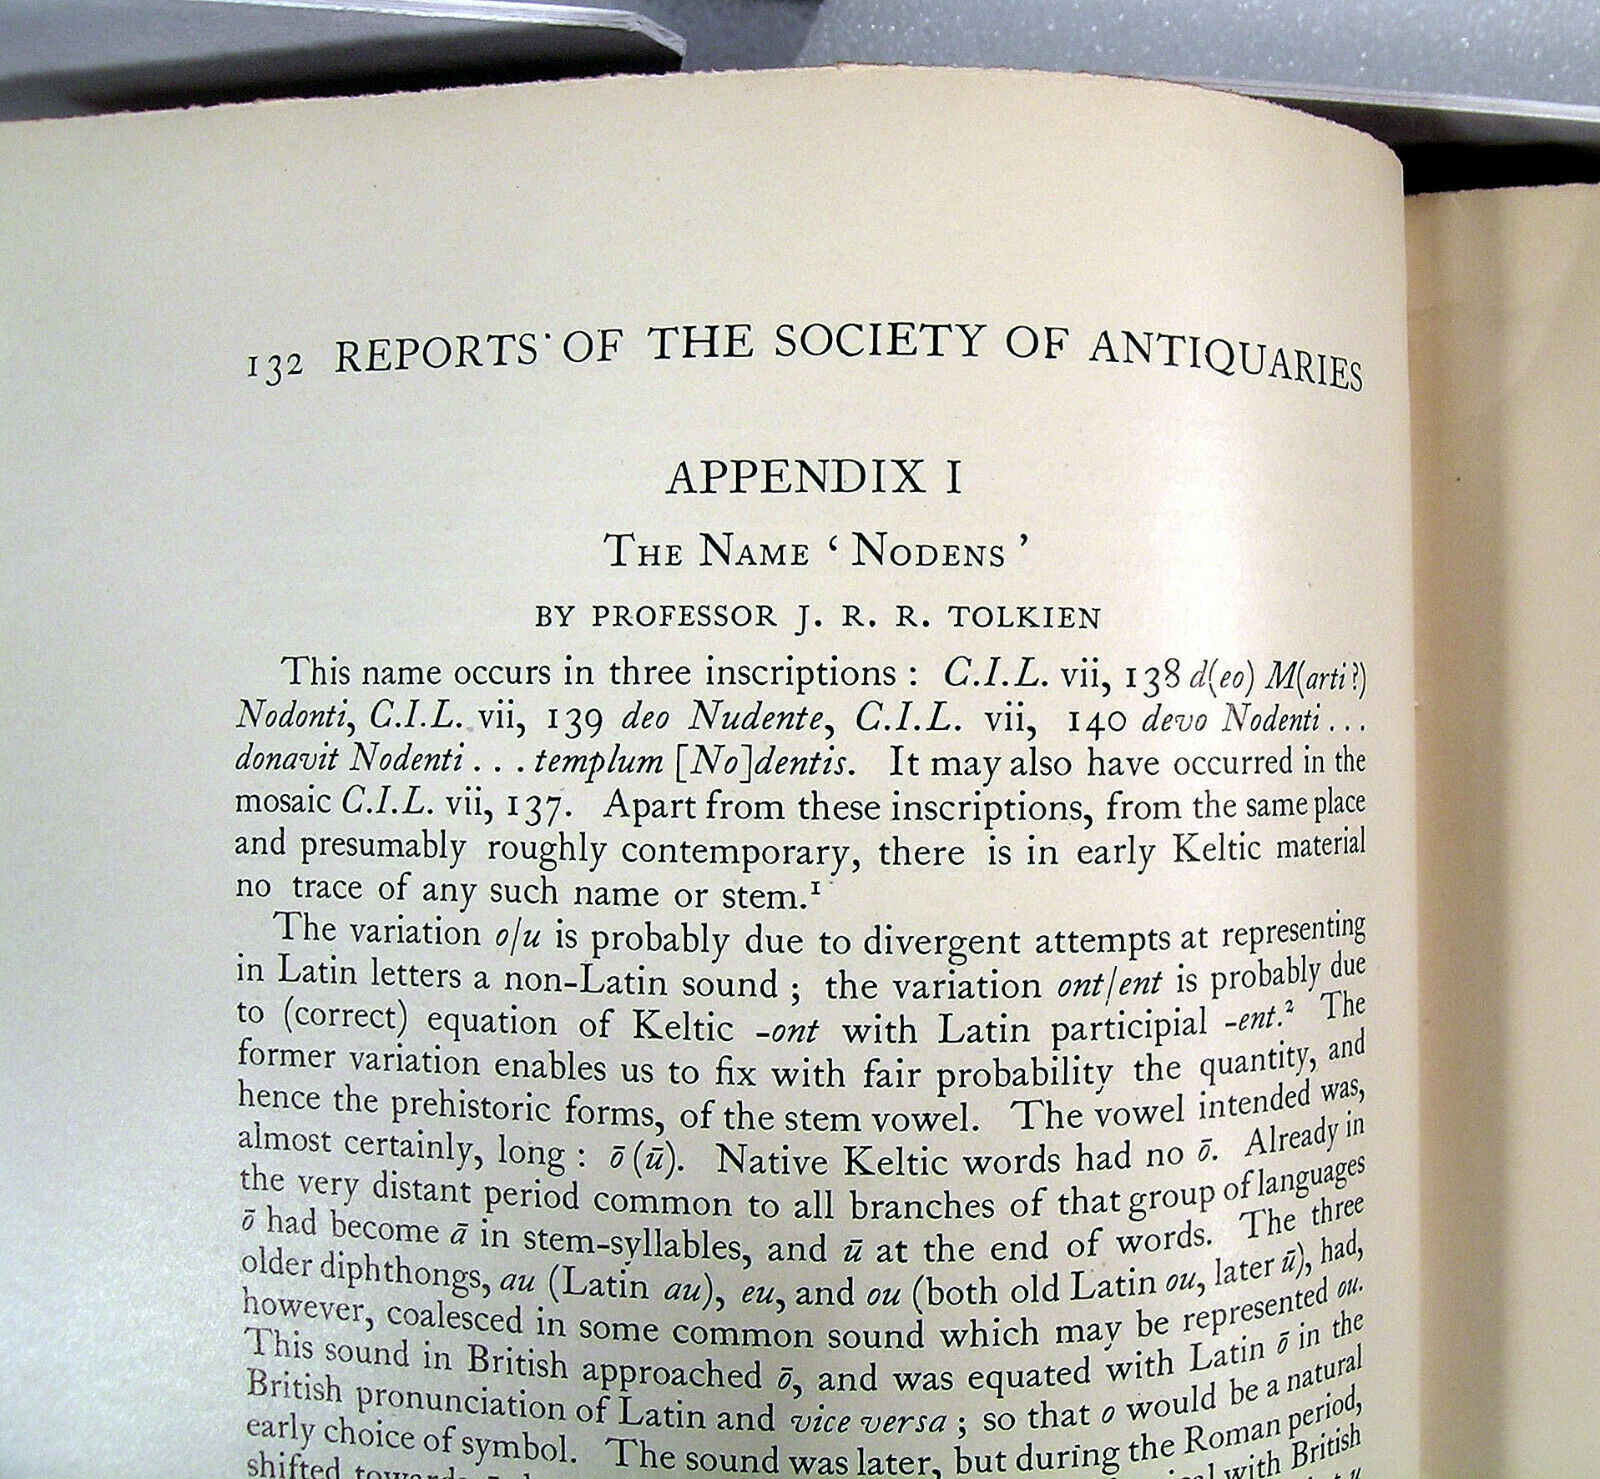 132 REPORTS OF THE SOCIETY OF ANTIQUARIES
APPENDIX I
THE NAME ‘ NODENS ’
BY PROFESSOR J. R. R. TOLKIEN
This name occurs in three inscriptions : C.I.L. vii, 138 d(eo) M(arti?)
Nodonti, C.I.L. vii, 139 deo Nudente, C.I.L. vii, 140 devo Nodenti . . .
donavit Nodenti . . . templum [No]dentis. It may also have occurred in the
mosaic C.I.L. vii, 137. Apart from these inscriptions, from the same place
and presumably roughly contemporary, there is in early Keltic material
no trace of any such name or stem.¹
The variation o/u is probably due to divergent attempts at representing
in Latin letters a non-Latin sound ; the variation ont/ent is probably due
to (correct) equation of Keltic -ont with Latin participial -ent.² The
former variation enables us to fix with fair probability the quantity, and
hence the prehistoric forms, of the stem vowel. The vowel intended was,
almost certainly, long : ō (ū). Native Keltic words had no ō. Already in
the very distant period common to all branches of that group of languages
ō had become ā in stem-syllables, and ū at the end of words. The three
older diphthongs, au (Latin au), eu, and ou (both old Latin ou, later ū), had,
however, coalesced in some common sound which may be represented ou.
This sound in British approached ō, and was equated with Latin ō in the
British pronunciation of Latin and vice versa ; so that o would be a natural
early choice of symbol. The sound was later, but during the Roman period,
shifted towards with British